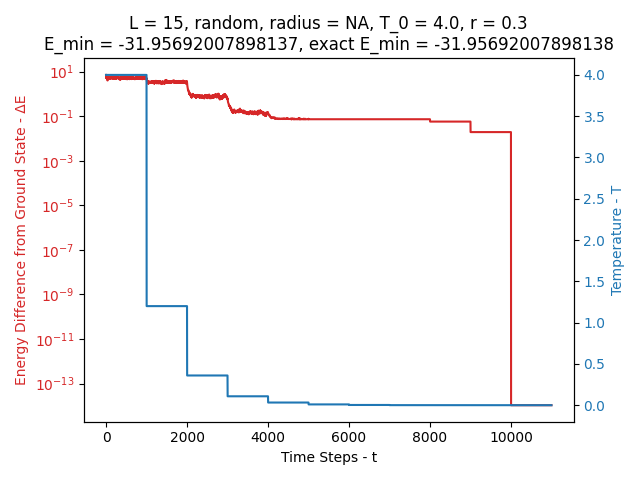 L = 15, random, radius = NA, T_0 = 4.0, r = 0.3
E_min = -31.95692007898137, exact E_min = -31.95692007898138
10¹
10⁻¹
10⁻³
10⁻⁵
10⁻⁷
10⁻⁹
10⁻¹¹
10⁻¹³
Energy Difference from Ground State - ΔE
4.0
3.5
3.0
2.5
2.0
1.5
1.0
0.5
0.0
Temperature - T
0 2000 4000 6000 8000 10000
Time Steps - t